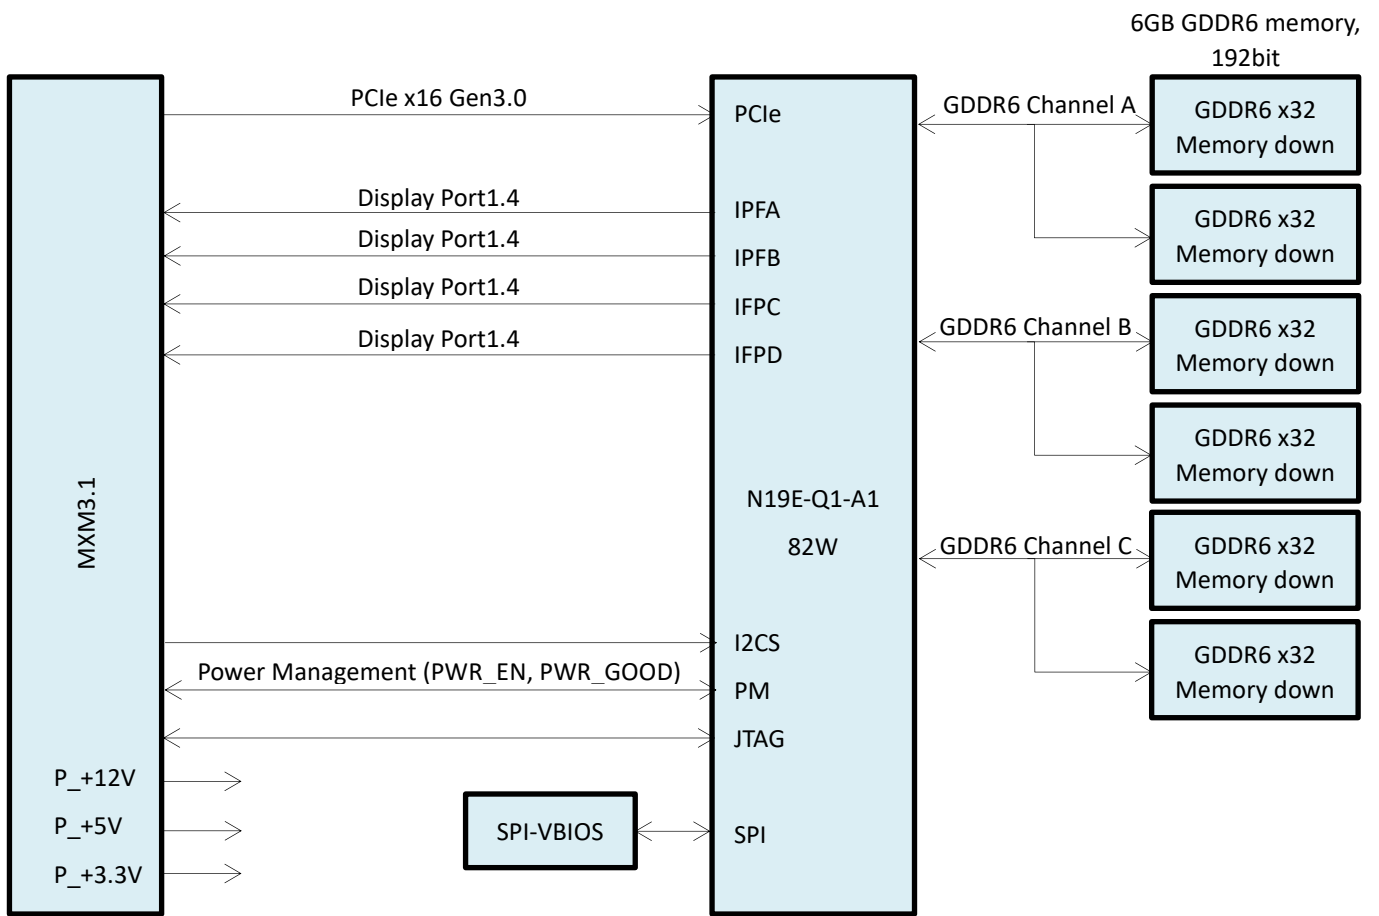 6GB GDDR6 memory,
192bit
PCIe x16 Gen3.0
PCIe
GDDR6 Channel A
GDDR6 x32
Memory down
Display Port1.4
IPFA
GDDR6 x32
Memory down
Display Port1.4
IPFB
Display Port1.4
IFPC
GDDR6 Channel B
GDDR6 x32
Memory down
Display Port1.4
IFPD
GDDR6 x32
Memory down
MXM3.1
N19E-Q1-A1
82W
GDDR6 Channel C
GDDR6 x32
Memory down
I2CS
Power Management (PWR_EN, PWR_GOOD)
PM
GDDR6 x32
Memory down
JTAG
P_+12V
P_+5V
P_+3.3V
SPI-VBIOS
SPI